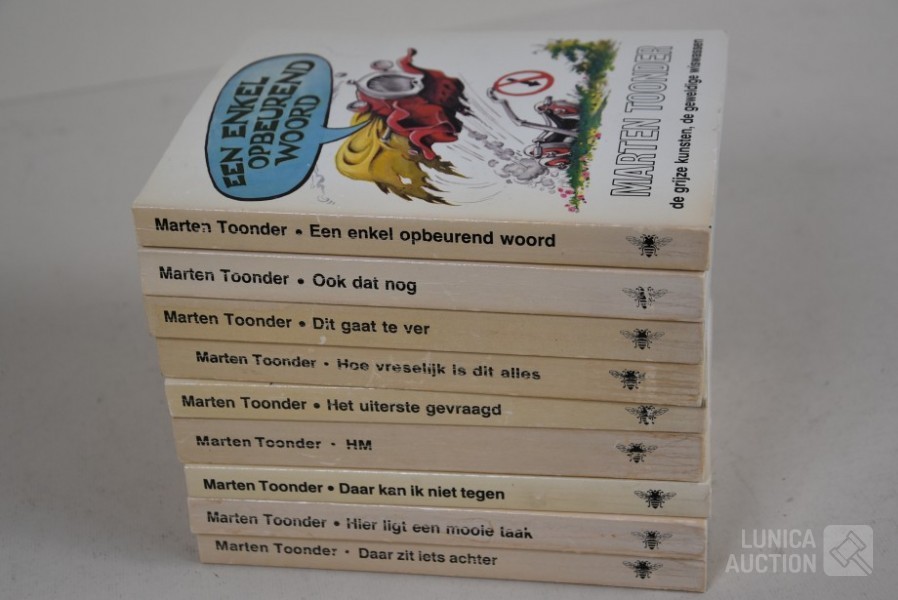 EEN ENKEL
OPBEUREND
WOORD
MARTEN TOONDER
de grijze kunsten, de geweldige wiswassen
Marten Toonder • Een enkel opbeurend woord
Marten Toonder • Ook dat nog
Marten Toonder • Dit gaat te ver
Marten Toonder · Hoe vreselijk is dit alles
Marten Toonder • Het uiterste gevraagd
Marten Toonder · HM
Marten Toonder • Daar kan ik niet tegen
Marten Toonder • Hier ligt een mooie taak
Marten Toonder · Daar zit iets achter
LUNICA
AUCTION